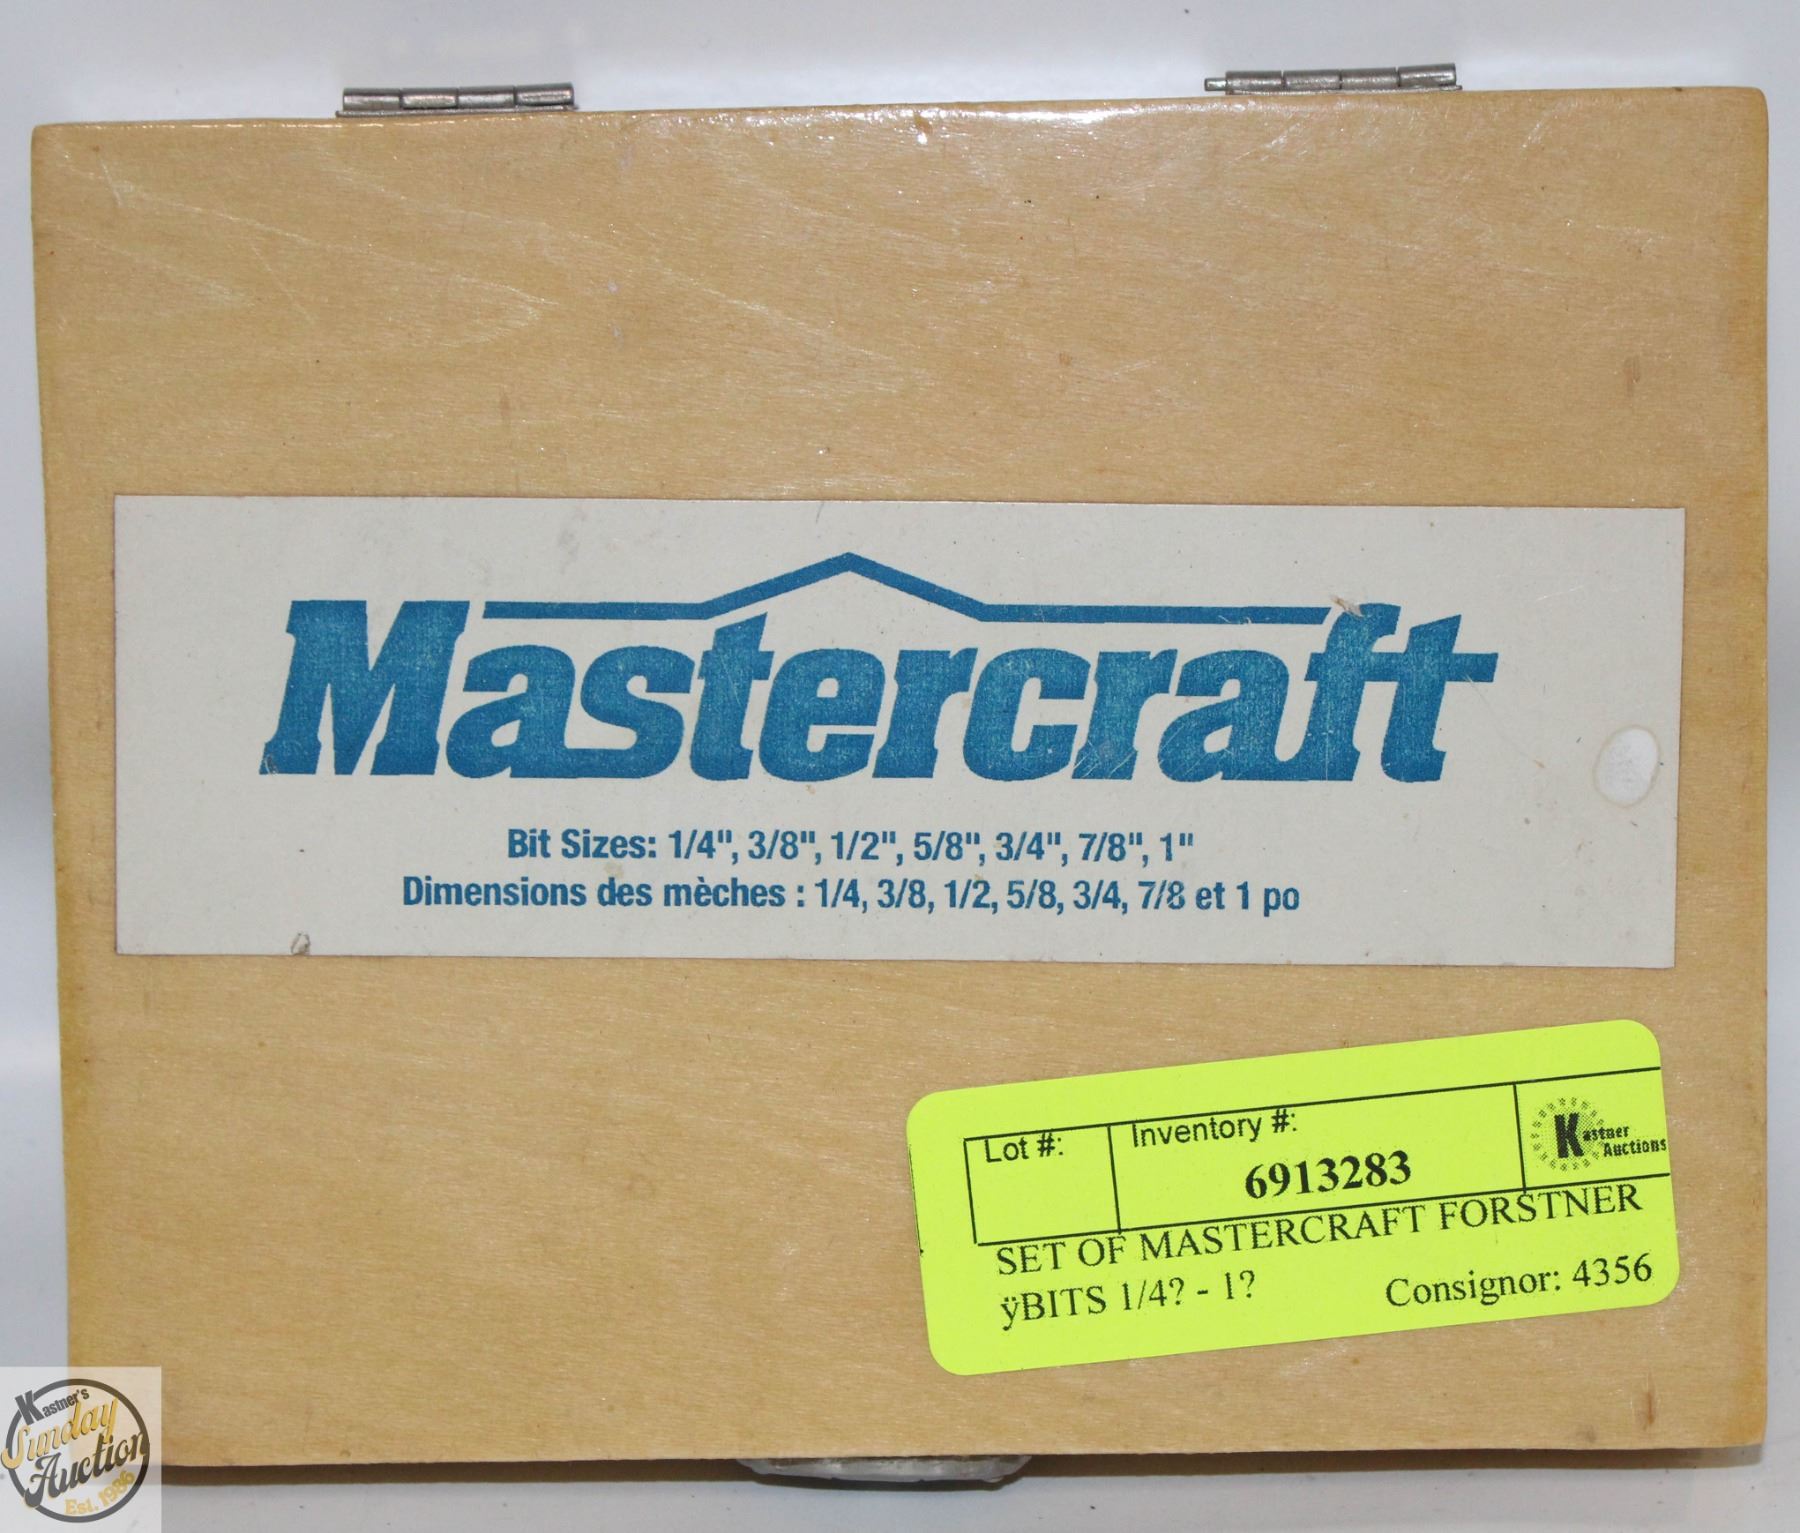 Mastercraft
Bit Sizes: 1/4", 3/8", 1/2", 5/8", 3/4", 7/8", 1"
Dimensions des mèches : 1/4, 3/8, 1/2, 5/8, 3/4, 7/8 et 1 po
Lot #:
Inventory #:
6913283
Kastner
Auctions
SET OF MASTERCRAFT FORSTNER
ÿBITS 1/4? - 1?
Consignor: 4356
Kastner's
Sunday
Auction
Est. 1986